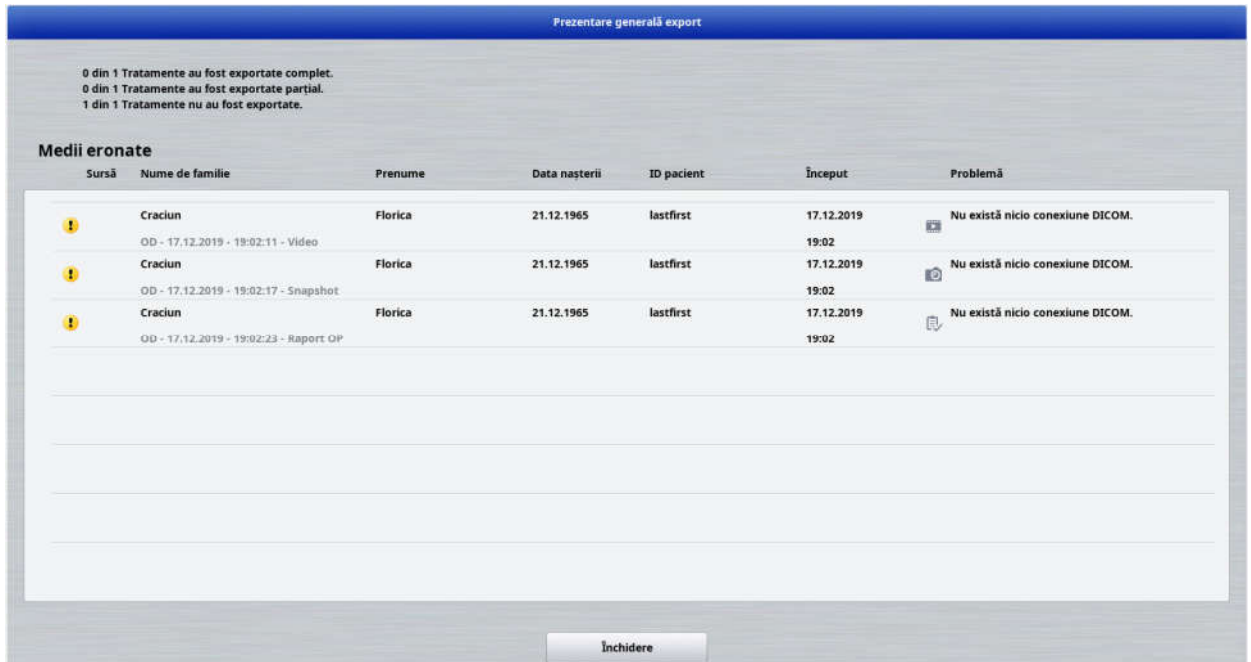 Prezentare generală export
0 din 1 Tratamente au fost exportate complet.
0 din 1 Tratamente au fost exportate parțial.
1 din 1 Tratamente nu au fost exportate.
Medii eronate
Sursă Nume de familie Prenume Data nașterii ID pacient Început Problemă
Craciun Florica 21.12.1965 lastfirst 17.12.2019 Nu există nicio conexiune DICOM.
OD - 17.12.2019 - 19:02:11 - Video 19:02
Craciun Florica 21.12.1965 lastfirst 17.12.2019 Nu există nicio conexiune DICOM.
OD - 17.12.2019 - 19:02:17 - Snapshot 19:02
Craciun Florica 21.12.1965 lastfirst 17.12.2019 Nu există nicio conexiune DICOM.
OD - 17.12.2019 - 19:02:23 - Raport OP 19:02
Închidere